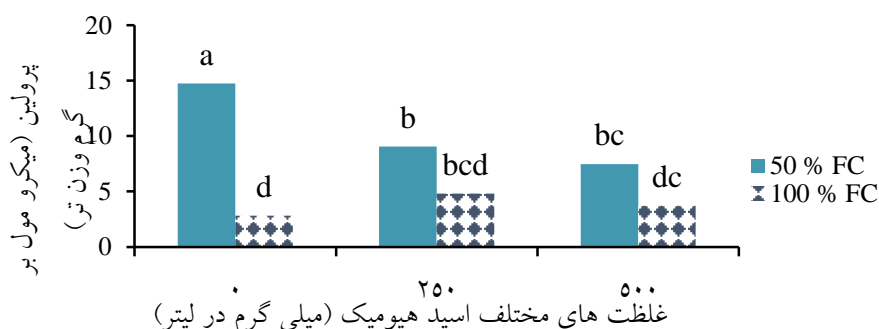 پرولین (میکرو مول بر
گرم وزن تر)
20
15
10
5
0
a
d
b
bcd
bc
dc
50 % FC
100 % FC
۰
۲۵۰
۵۰۰
غلظت های مختلف اسید هیومیک (میلی گرم در لیتر)